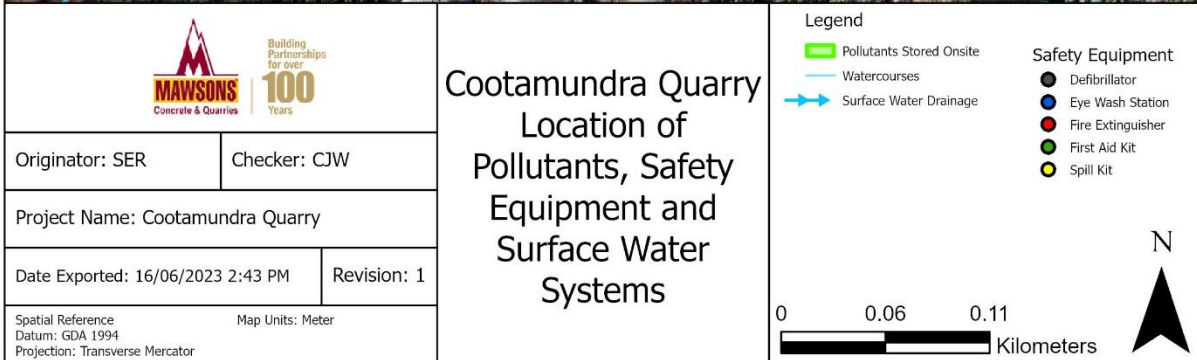 MAWSONS
Concrete & Quarries
Building
Partnerships
for over
100
Years
Originator: SER
Checker: CJW
Project Name: Cootamundra Quarry
Date Exported: 16/06/2023 2:43 PM
Revision: 1
Spatial Reference
Datum: GDA 1994
Projection: Transverse Mercator
Map Units: Meter
Cootamundra Quarry
Location of
Pollutants, Safety
Equipment and
Surface Water
Systems
Legend
Pollutants Stored Onsite
Watercourses
Surface Water Drainage
Safety Equipment
Defibrillator
Eye Wash Station
Fire Extinguisher
First Aid Kit
Spill Kit
N
0 0.06 0.11
Kilometers